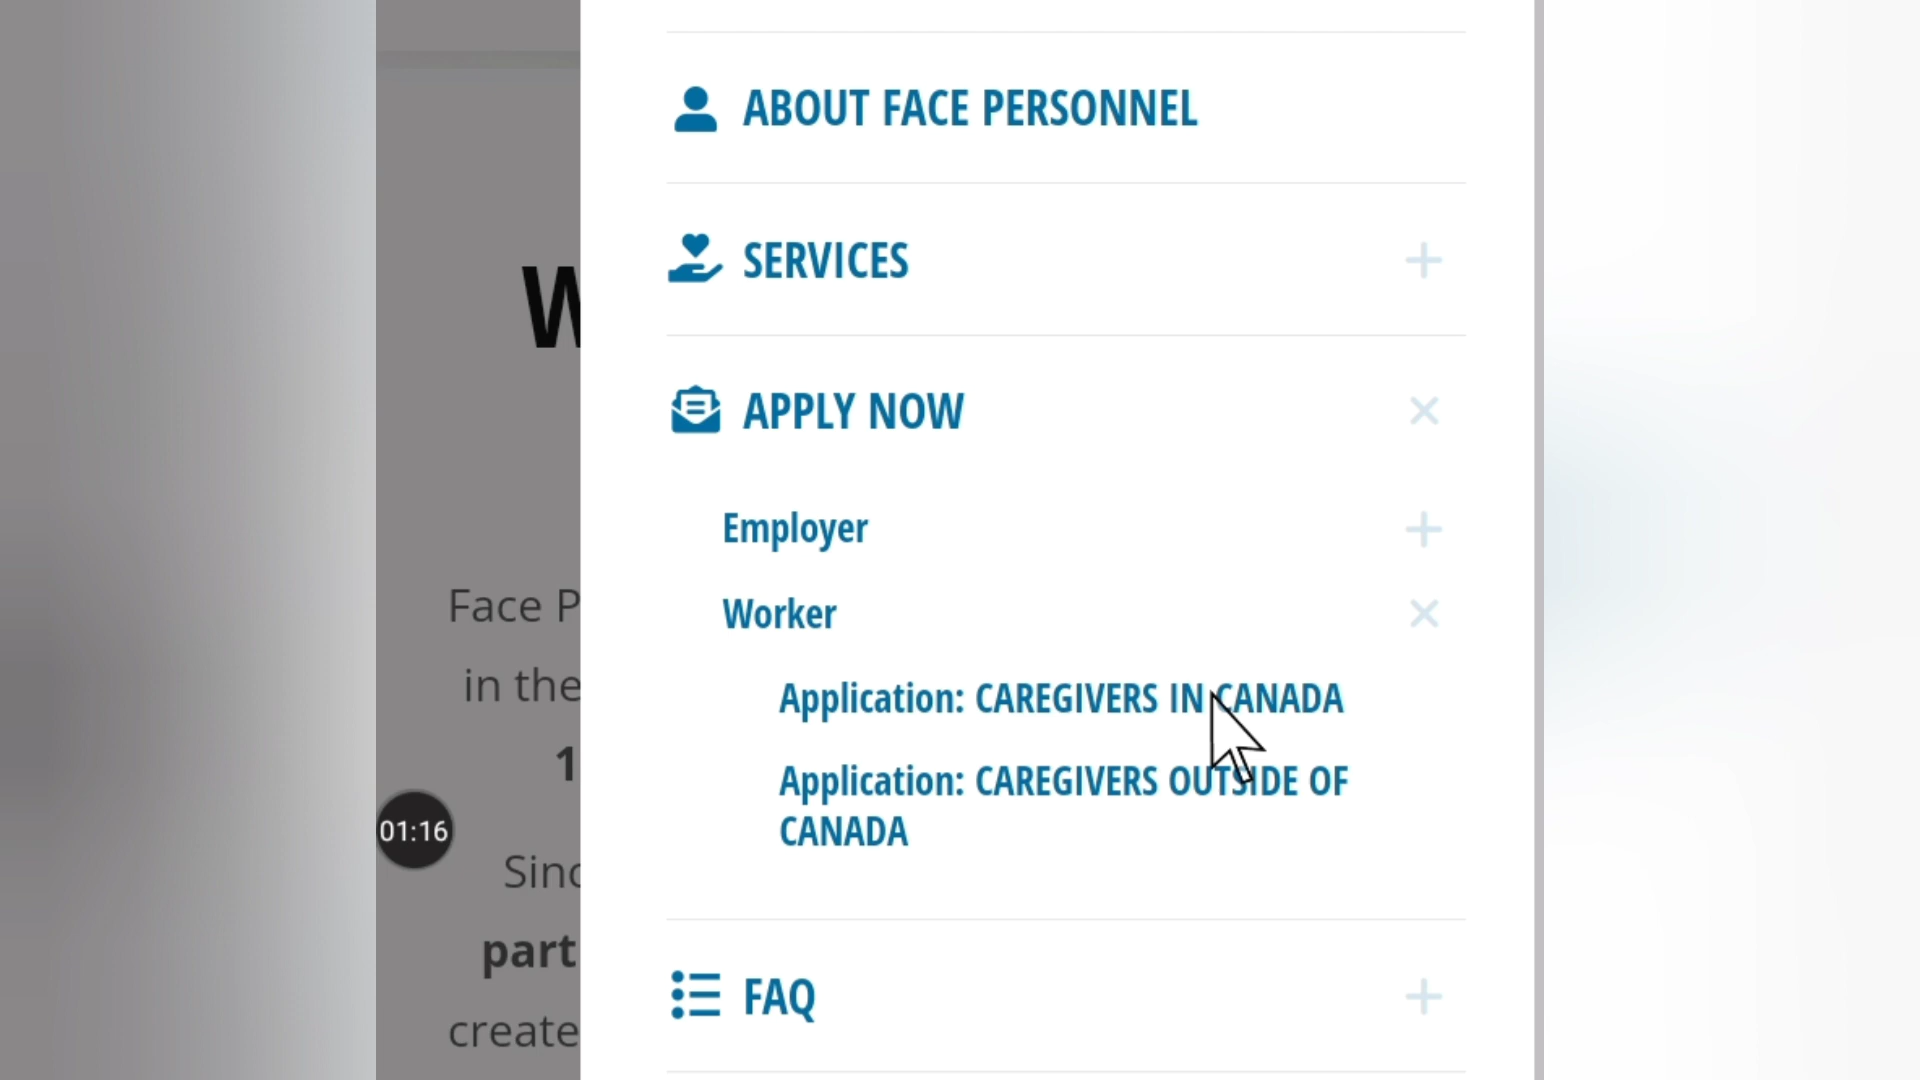 ABOUT FACE PERSONNEL
SERVICES
W
APPLY NOW
Employer
Face P
Worker
in the
Application: CAREGIVERS IN CANADA
1
Application: CAREGIVERS OUTSIDE OF
CANADA
01:16
Sinc
part
FAQ
create